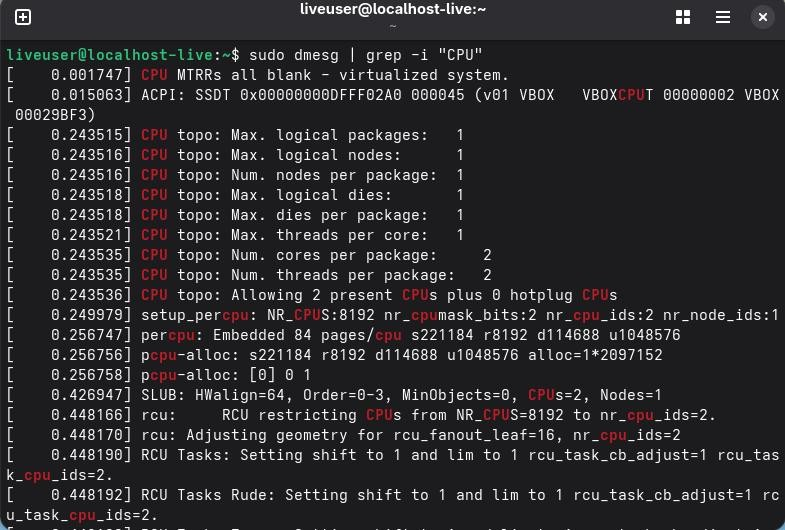 liveuser@localhost-live:~
~
liveuser@localhost-live:~$ sudo dmesg | grep -i "CPU"
[    0.001747] CPU MTRRs all blank - virtualized system.
[    0.015063] ACPI: SSDT 0x00000000DFFF02A0 000045 (v01 VBOX   VBOXCPUT 00000002 VBOX
 00029BF3)
[    0.243515] CPU topo: Max. logical packages:   1
[    0.243516] CPU topo: Max. logical nodes:      1
[    0.243516] CPU topo: Num. nodes per package:  1
[    0.243518] CPU topo: Max. logical dies:       1
[    0.243518] CPU topo: Max. dies per package:   1
[    0.243521] CPU topo: Max. threads per core:   1
[    0.243535] CPU topo: Num. cores per package:     2
[    0.243535] CPU topo: Num. threads per package:   2
[    0.243536] CPU topo: Allowing 2 present CPUs plus 0 hotplug CPUs
[    0.249979] setup_percpu: NR_CPUS:8192 nr_cpumask_bits:2 nr_cpu_ids:2 nr_node_ids:1
[    0.256747] percpu: Embedded 84 pages/cpu s221184 r8192 d114688 u1048576
[    0.256756] pcpu-alloc: s221184 r8192 d114688 u1048576 alloc=1*2097152
[    0.256758] pcpu-alloc: [0] 0 1
[    0.426947] SLUB: HWalign=64, Order=0-3, MinObjects=0, CPUs=2, Nodes=1
[    0.448166] rcu:     RCU restricting CPUs from NR_CPUS=8192 to nr_cpu_ids=2.
[    0.448170] rcu: Adjusting geometry for rcu_fanout_leaf=16, nr_cpu_ids=2
[    0.448190] RCU Tasks: Setting shift to 1 and lim to 1 rcu_task_cb_adjust=1 rcu_tas
k_cpu_ids=2.
[    0.448192] RCU Tasks Rude: Setting shift to 1 and lim to 1 rcu_task_cb_adjust=1 rc
u_task_cpu_ids=2.